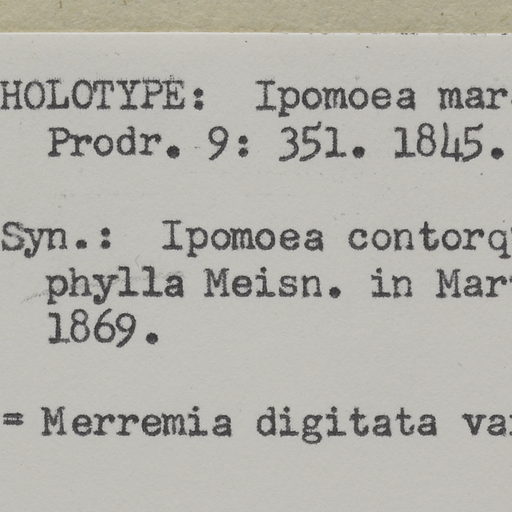 HOLOTYPE: Ipomoea mar
Prodr. 9: 351. 1845.
Syn.: Ipomoea contorq
phylla Meisn. in Mar
1869.
= Merremia digitata va